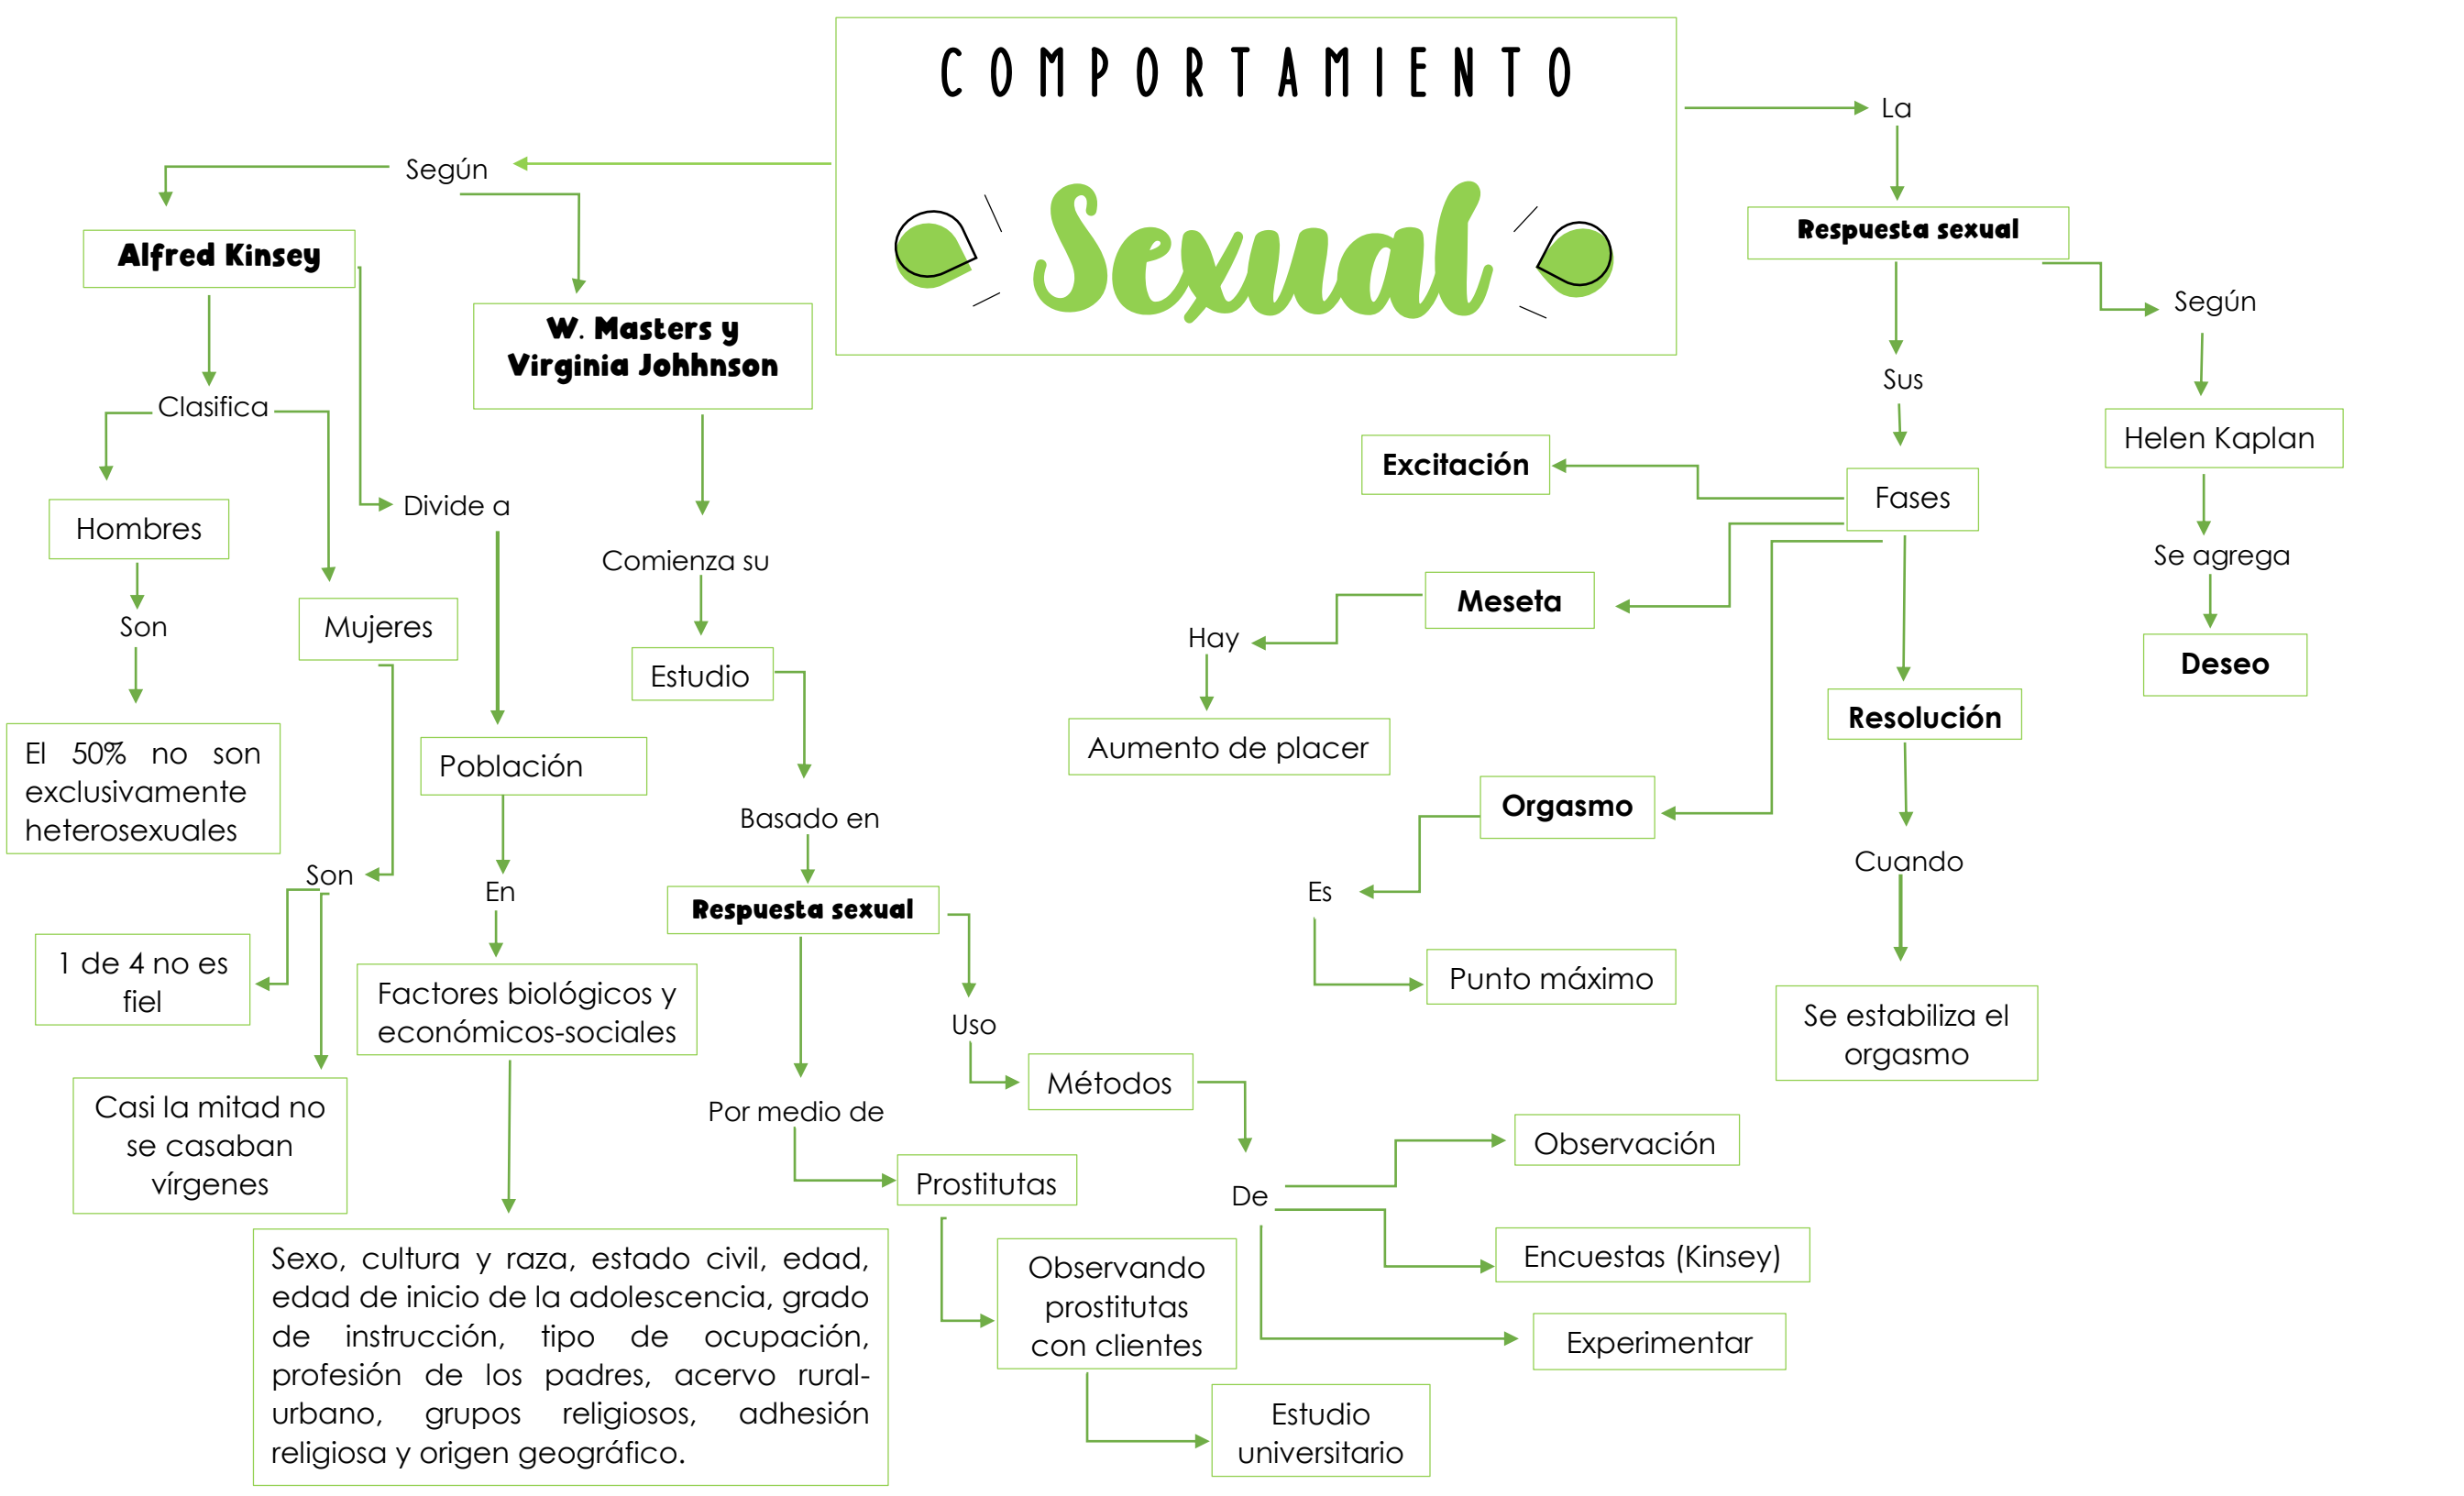 COMPORTAMIENTO
Sexual
Según
Alfred Kinsey
Clasifica
Hombres
Son
El 50% no son
exclusivamente
heterosexuales
Mujeres
Son
1 de 4 no es
fiel
Casi la mitad no
se casaban
vírgenes
Divide a
Población
En
Factores biológicos y
económicos-sociales
Sexo, cultura y raza, estado civil, edad,
edad de inicio de la adolescencia, grado
de instrucción, tipo de ocupación,
profesión de los padres, acervo rural-
urbano, grupos religiosos, adhesión
religiosa y origen geográfico.
W. Masters y
Virginia Johhnson
Comienza su
Estudio
Basado en
Respuesta sexual
Por medio de
Prostitutas
Observando
prostitutas
con clientes
Estudio
universitario
Uso
Métodos
De
Observación
Encuestas (Kinsey)
Experimentar
La
Respuesta sexual
Sus
Fases
Excitación
Meseta
Hay
Aumento de placer
Orgasmo
Es
Punto máximo
Resolución
Cuando
Se estabiliza el
orgasmo
Según
Helen Kaplan
Se agrega
Deseo